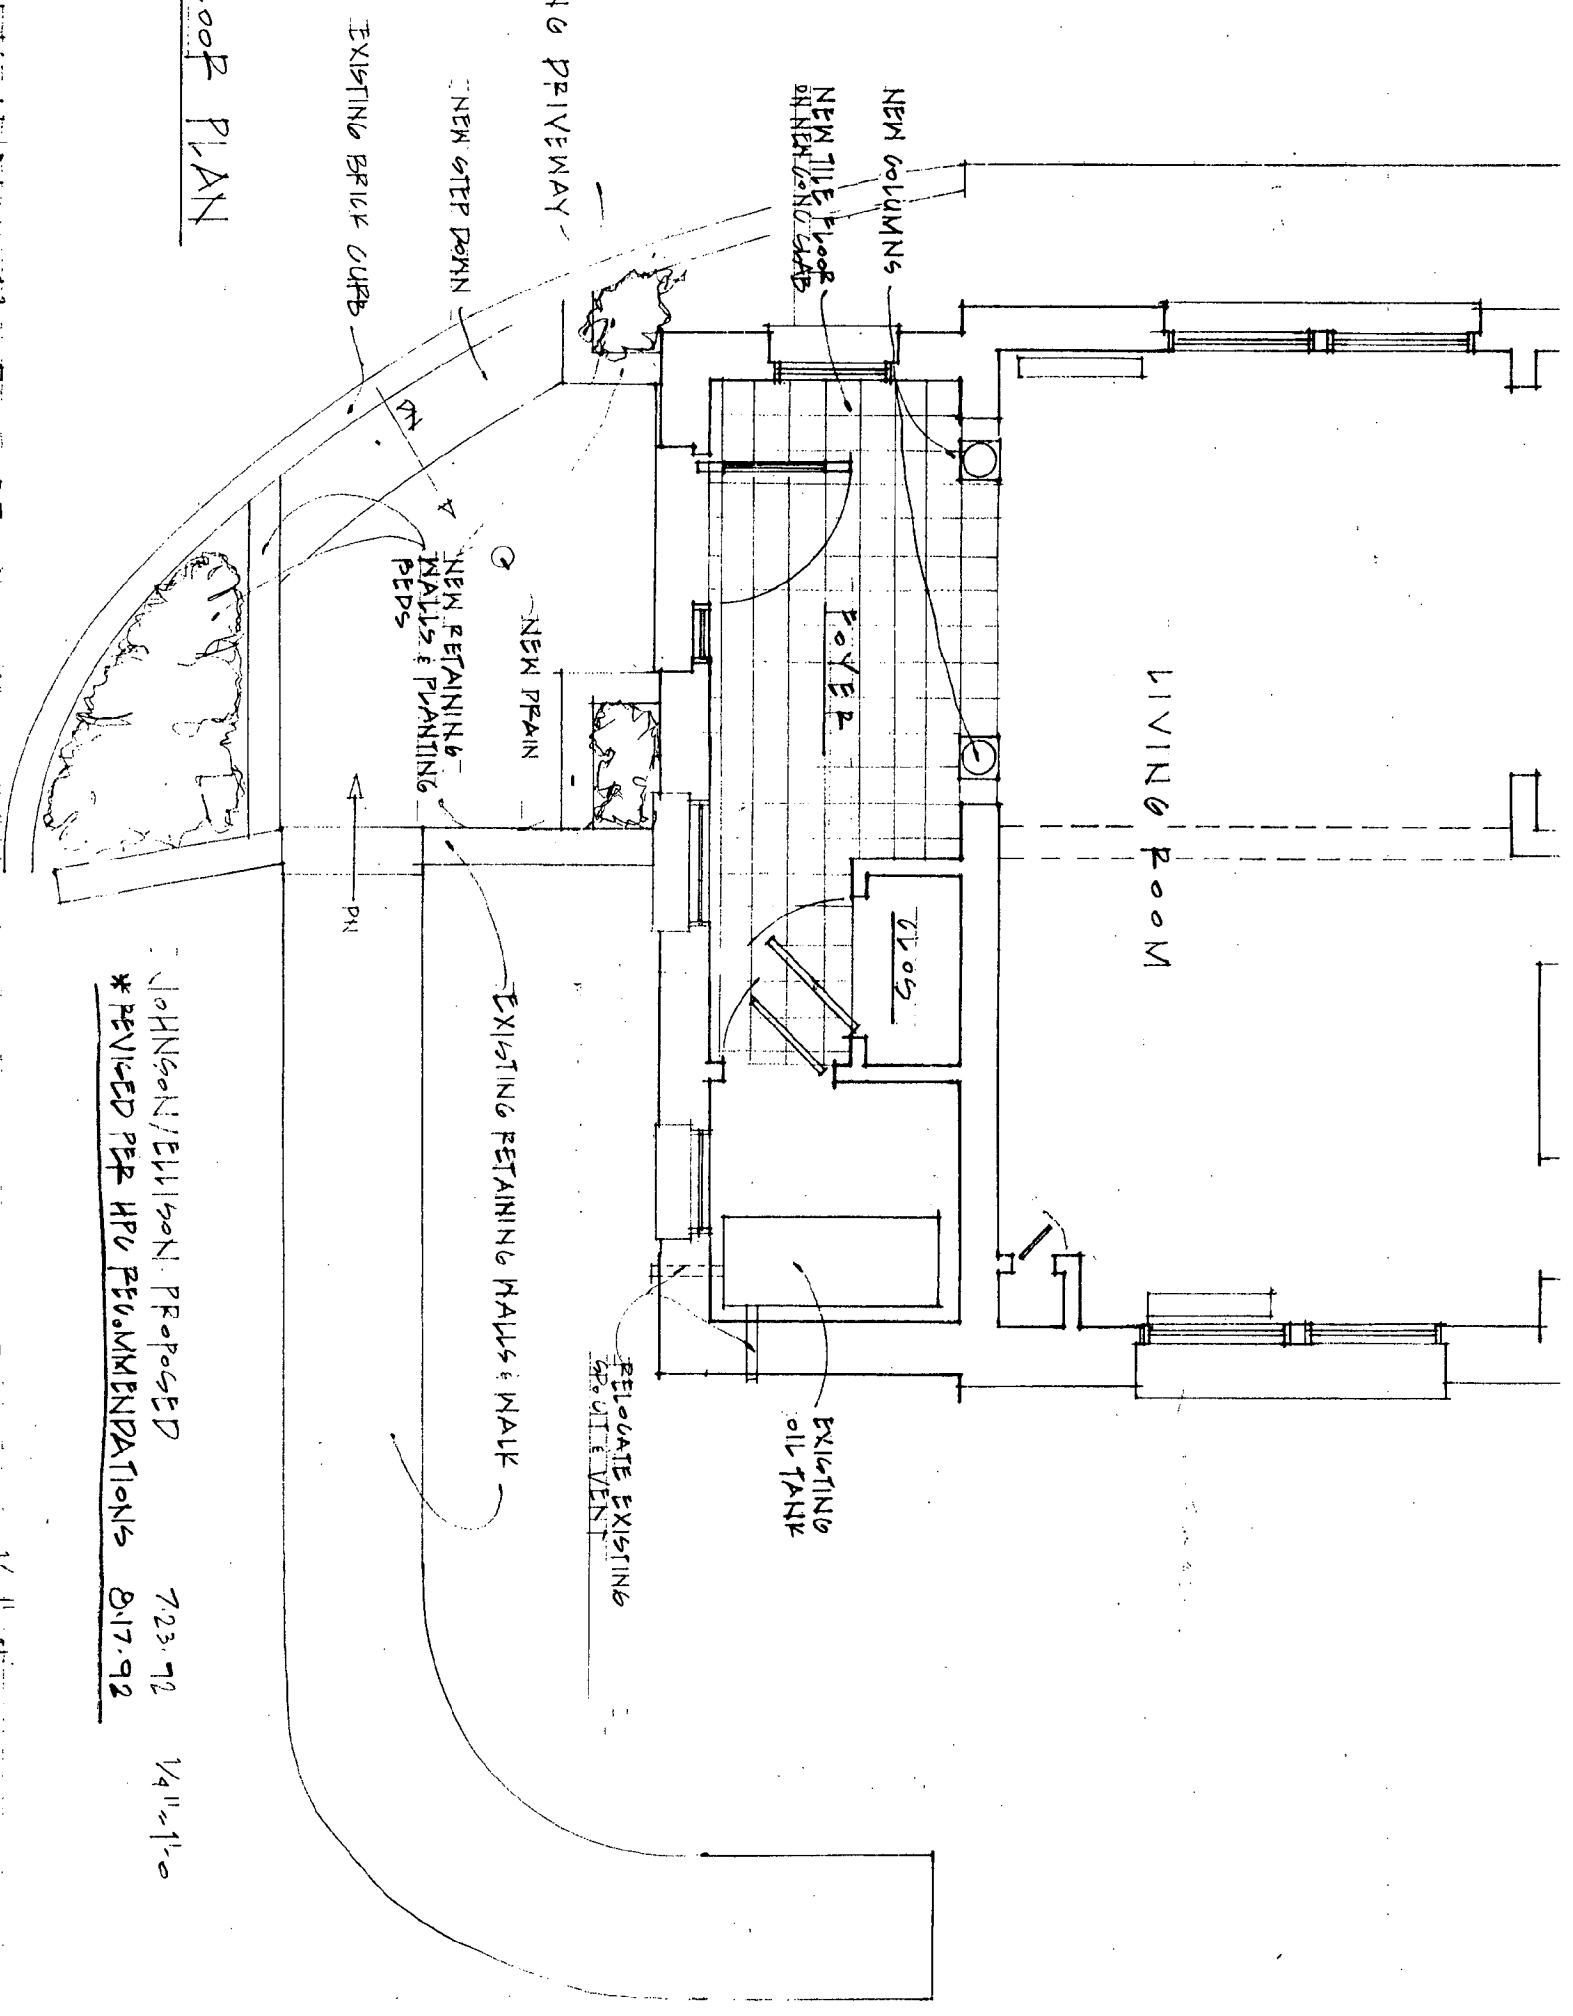 LIVING ROOM
NEW COLUMNS
NEW TILE FLOOR
ON NEW CONC SLAB
FOYER
CLOS
EXISTING
OIL TANK
RELOCATE EXISTING
SPOUT & VENT
NG DRIVEWAY
NEW DRAIN
EXISTING RETAINING WALLS & WALK
NEW STEP DOWN
NEW RETAINING
WALLS & PLANTING
BEDS
DN
EXISTING BRICK CURB
DN
OOR PLAN
JOHNSON/ELLISON PROPOSED 7.23.92 1/4"=1'-0
*REVISED PER HPC RECOMMENDATIONS 8.17.92